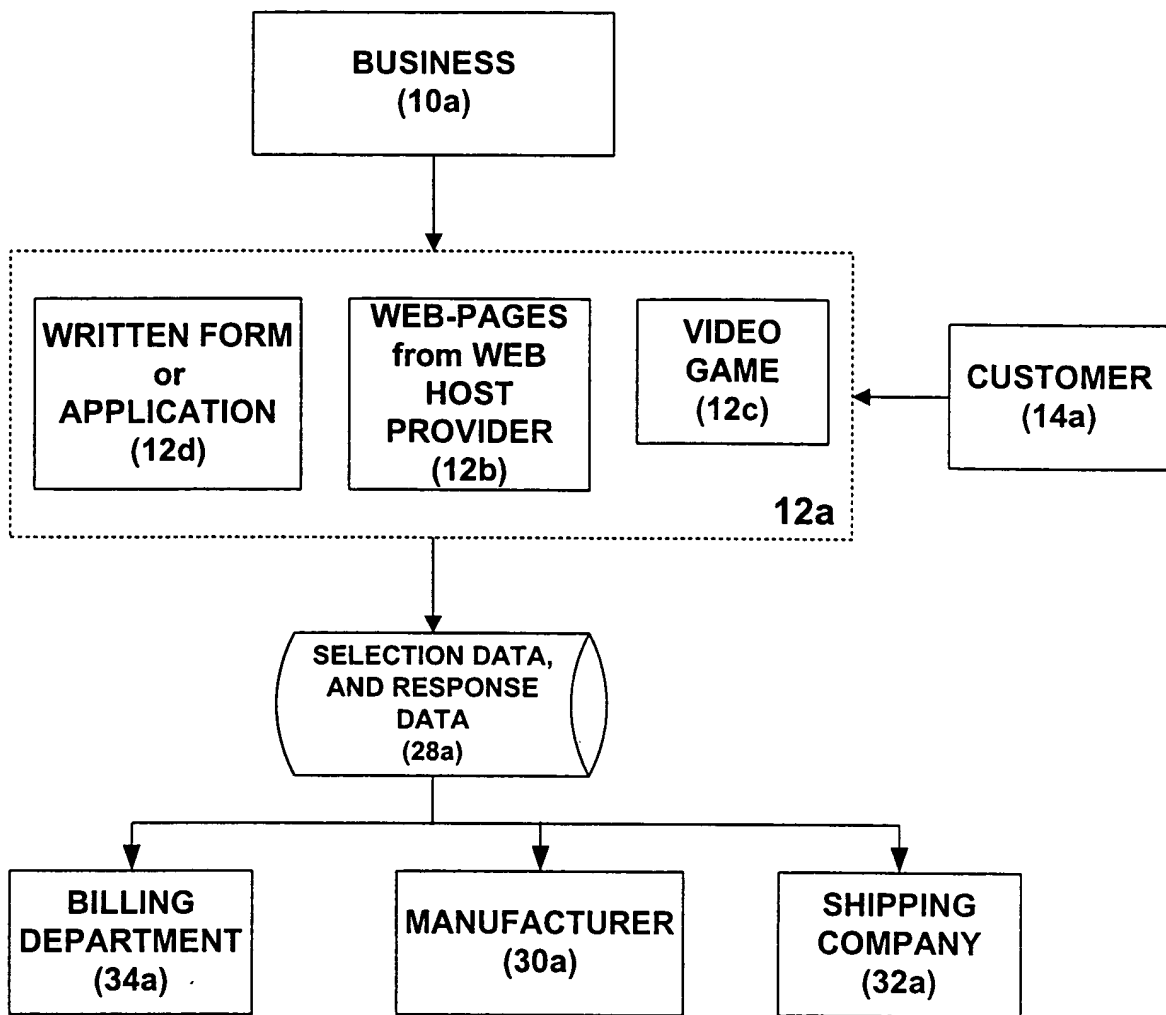 BUSINESS
(10a)
WRITTEN FORM
or
APPLICATION
(12d)
WEB-PAGES
from WEB
HOST
PROVIDER
(12b)
VIDEO
GAME
(12c)
12a
CUSTOMER
(14a)
SELECTION DATA,
AND RESPONSE
DATA
(28a)
BILLING
DEPARTMENT
(34a)
MANUFACTURER
(30a)
SHIPPING
COMPANY
(32a)